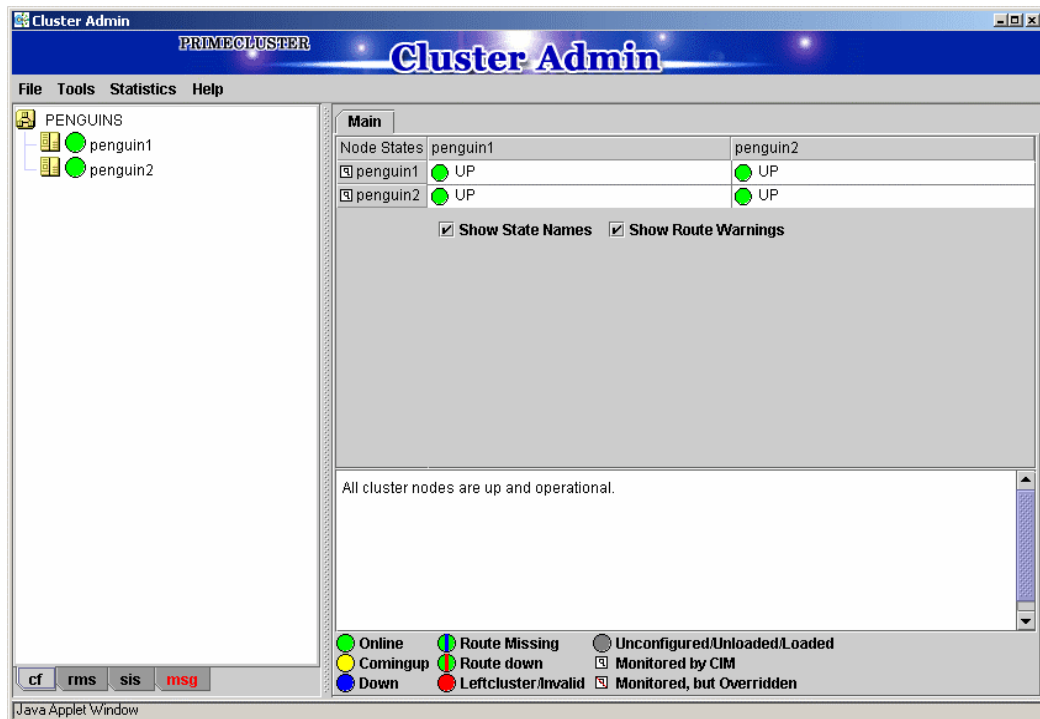 Cluster Admin
PRIMECLUSTER
Cluster Admin
File Tools Statistics Help
PENGUINS
penguin1
penguin2
Main
Node States penguin1 penguin2
penguin1 UP UP
penguin2 UP UP
Show State Names Show Route Warnings
All cluster nodes are up and operational.
Online Route Missing Unconfigured/Unloaded/Loaded
Comingup Route down Monitored by CIM
Down Leftcluster/Invalid Monitored, but Overridden
cf rms sis msg
Java Applet Window